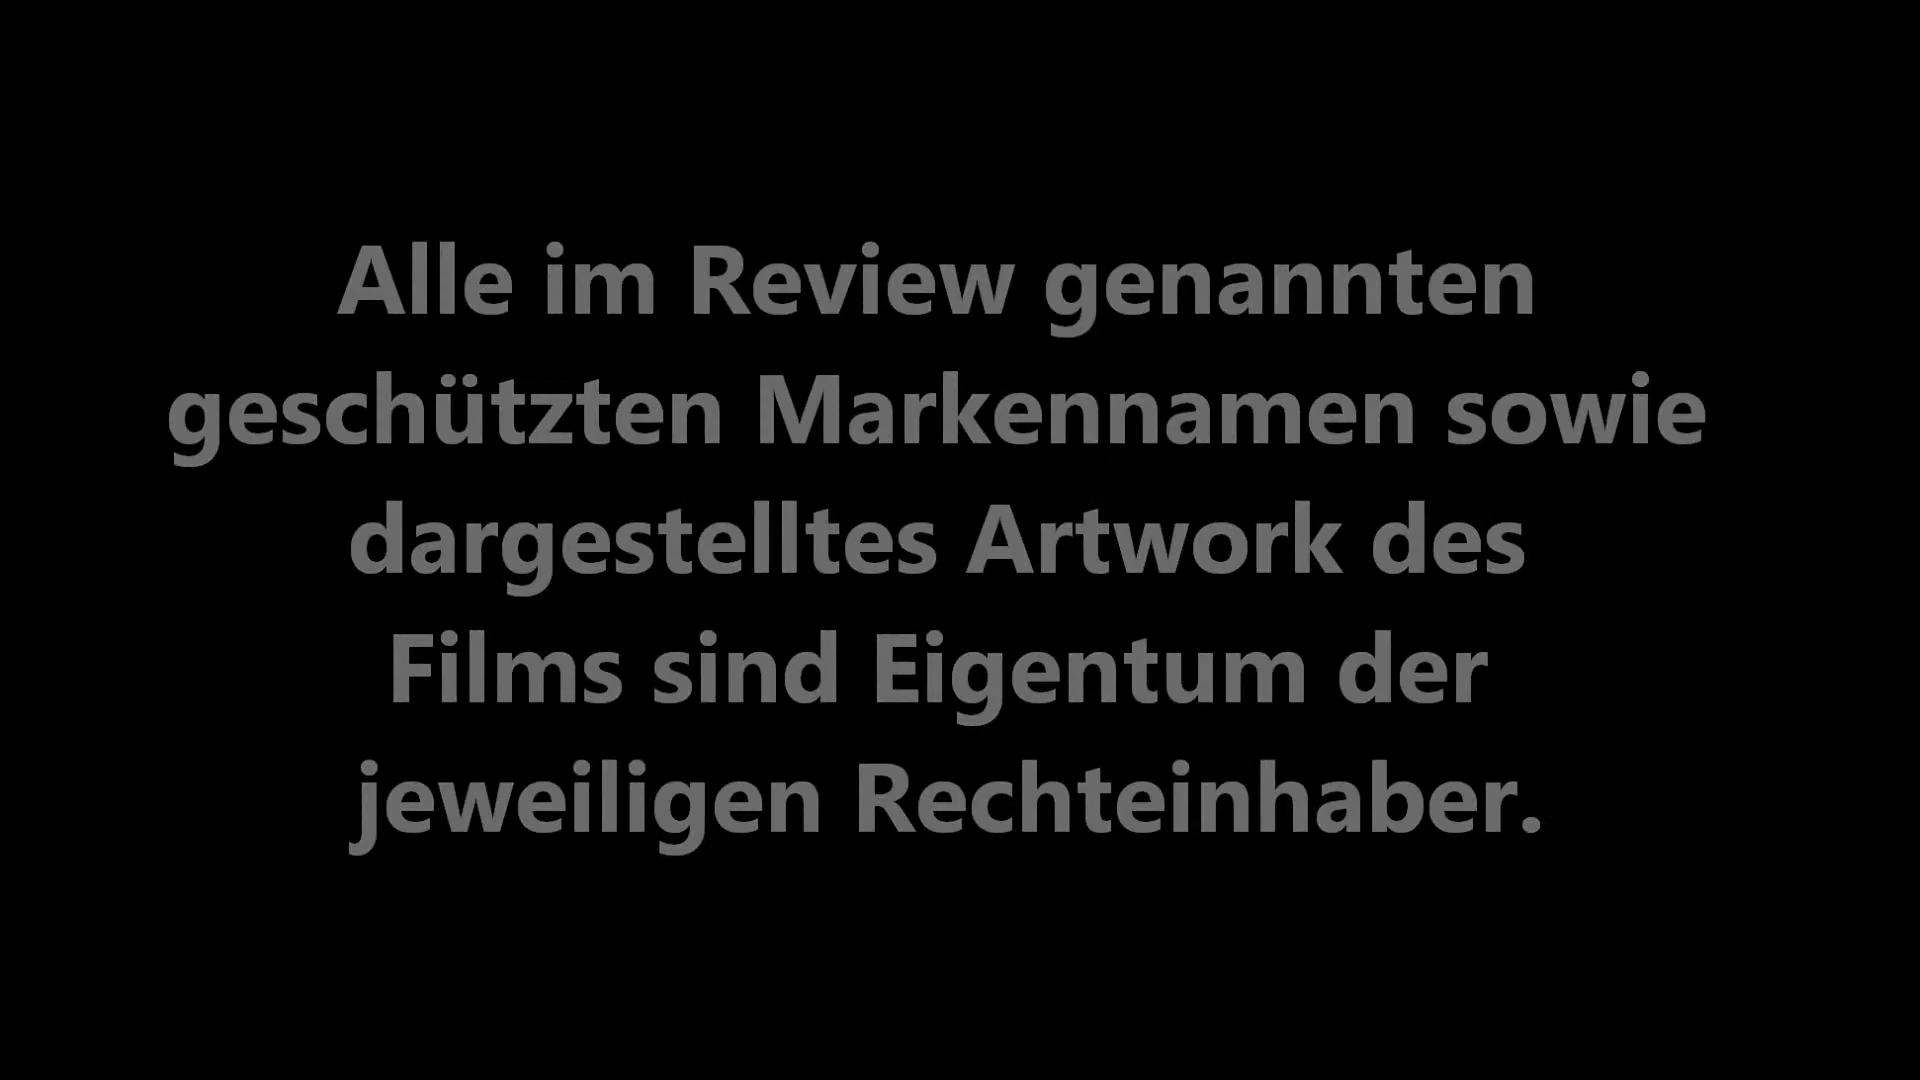 Alle im Review genannten
geschützten Markennamen sowie
dargestelltes Artwork des
Films sind Eigentum der
jeweiligen Rechteinhaber.